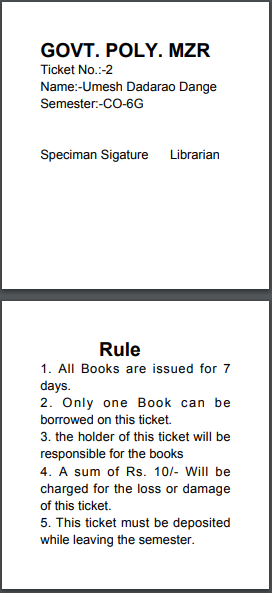 GOVT. POLY. MZR
Ticket No.:-2
Name:-Umesh Dadarao Dange
Semester:-CO-6G
Speciman Sigature Librarian
Rule
1. All Books are issued for 7
days.
2. Only one Book can be
borrowed on this ticket.
3. the holder of this ticket will be
responsible for the books
4. A sum of Rs. 10/- Will be
charged for the loss or damage
of this ticket.
5. This ticket must be deposited
while leaving the semester.